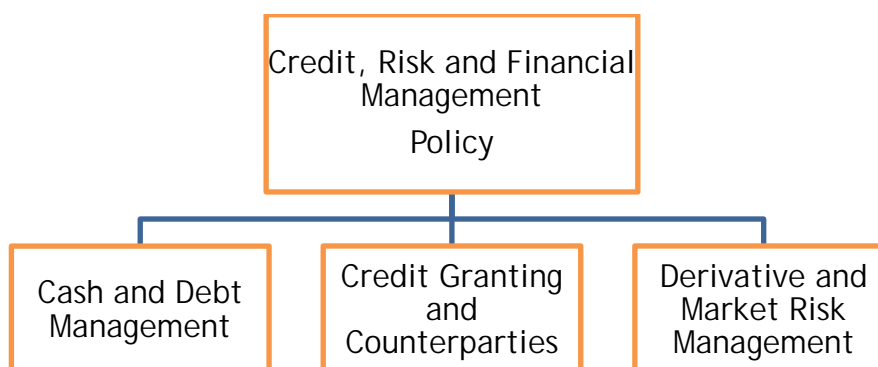 Credit, Risk and Financial
Management
Policy
Cash and Debt
Management
Credit Granting
and
Counterparties
Derivative and
Market Risk
Management